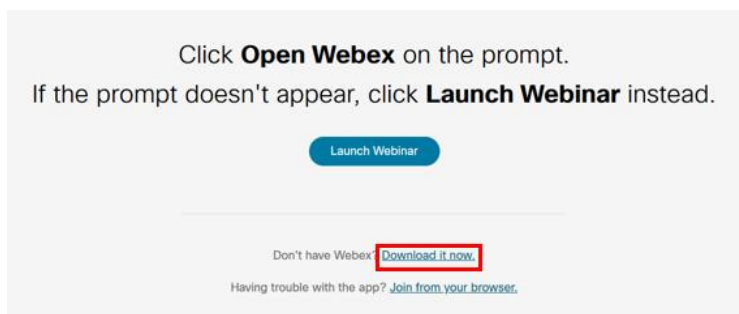 Click Open Webex on the prompt.
If the prompt doesn't appear, click Launch Webinar instead.
Launch Webinar
Don't have Webex? Download it now.
Having trouble with the app? Join from your browser.